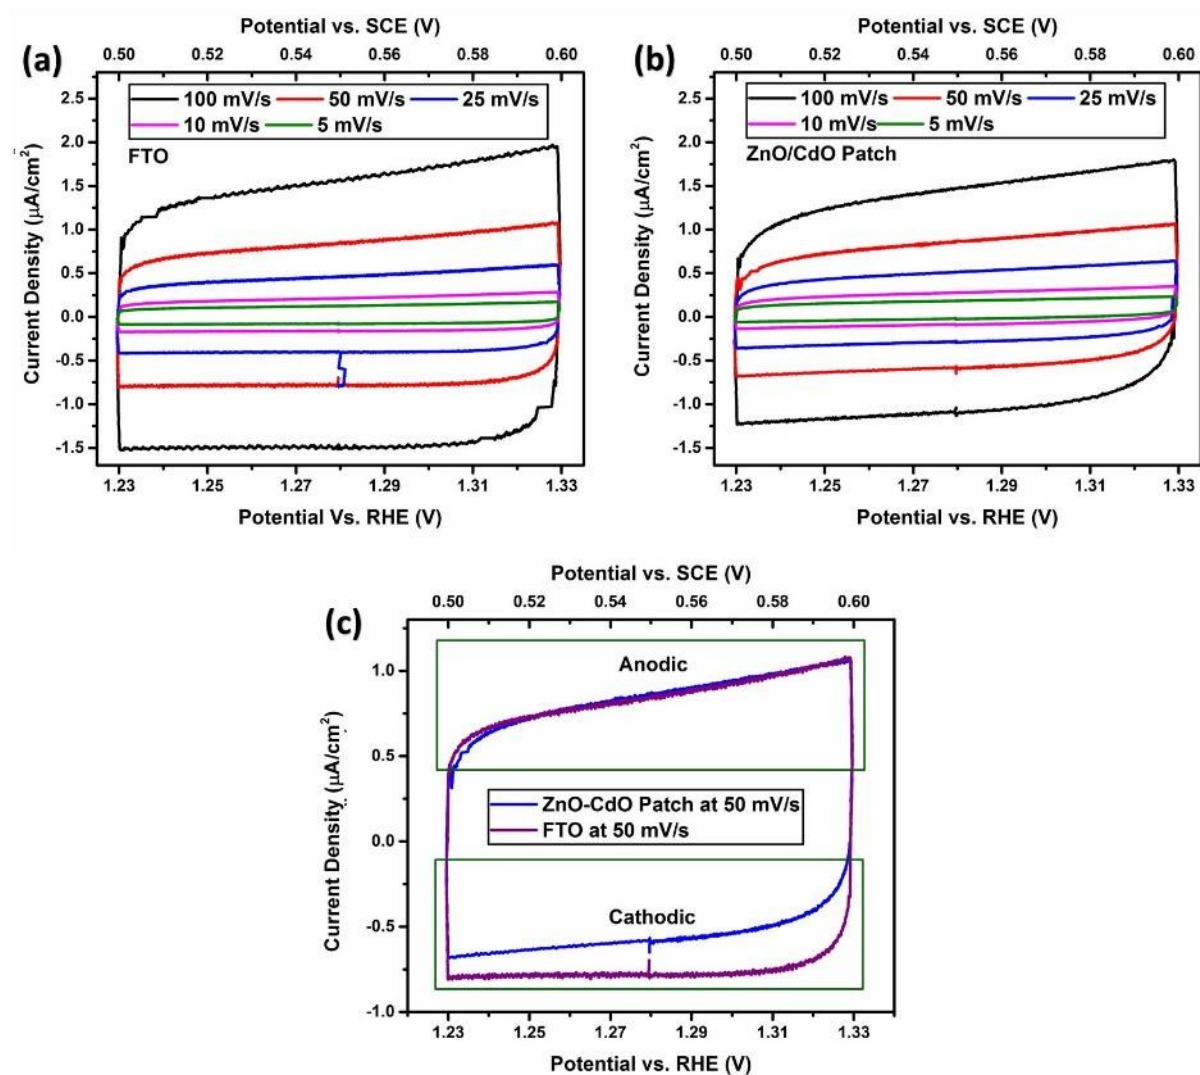 Potential vs. SCE (V)
0.50 0.52 0.54 0.56 0.58 0.60
(a)
2.5
2.0
1.5
1.0
0.5
0.0
-0.5
-1.0
-1.5
Current Density (μA/cm²)
100 mV/s 50 mV/s 25 mV/s
10 mV/s 5 mV/s
FTO
1.23 1.25 1.27 1.29 1.31 1.33
Potential Vs. RHE (V)
Potential vs. SCE (V)
0.50 0.52 0.54 0.56 0.58 0.60
(b)
2.5
2.0
1.5
1.0
0.5
0.0
-0.5
-1.0
-1.5
Current Density (μA/cm²)
100 mV/s 50 mV/s 25 mV/s
10 mV/s 5 mV/s
ZnO/CdO Patch
1.23 1.25 1.27 1.29 1.31 1.33
Potential vs. RHE (V)
Potential vs. SCE (V)
0.50 0.52 0.54 0.56 0.58 0.60
(c)
1.0
0.5
0.0
-0.5
-1.0
Current Density (μA/cm²)
Anodic
ZnO-CdO Patch at 50 mV/s
FTO at 50 mV/s
Cathodic
1.23 1.25 1.27 1.29 1.31 1.33
Potential vs. RHE (V)